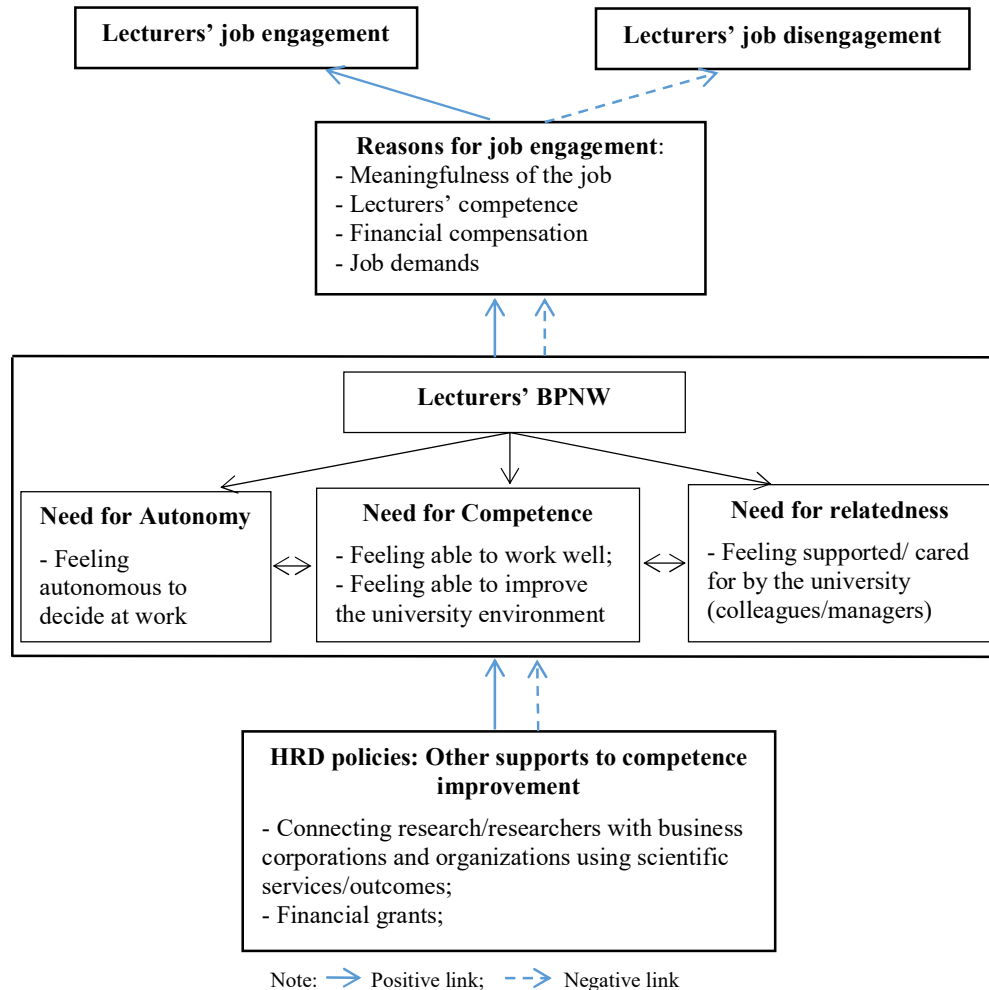 Lecturers’ job engagement
Lecturers’ job disengagement
Reasons for job engagement:
- Meaningfulness of the job
- Lecturers’ competence
- Financial compensation
- Job demands
Lecturers’ BPNW
Need for Autonomy
- Feeling
autonomous to
decide at work
Need for Competence
- Feeling able to work well;
- Feeling able to improve
the university environment
Need for relatedness
- Feeling supported/ cared
for by the university
(colleagues/managers)
HRD policies: Other supports to competence
improvement
- Connecting research/researchers with business
corporations and organizations using scientific
services/outcomes;
- Financial grants;
Note: Positive link; Negative link